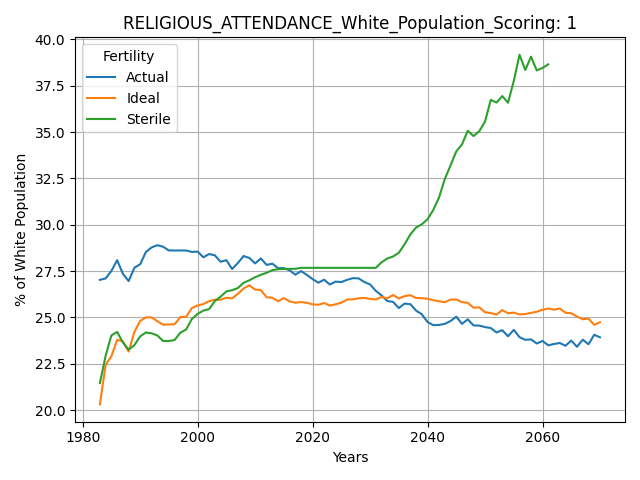 RELIGIOUS_ATTENDANCE_White_Population_Scoring: 1
Fertility
Actual
Ideal
Sterile
% of White Population
40.0
37.5
35.0
32.5
30.0
27.5
25.0
22.5
20.0
1980 2000 2020 2040 2060
Years